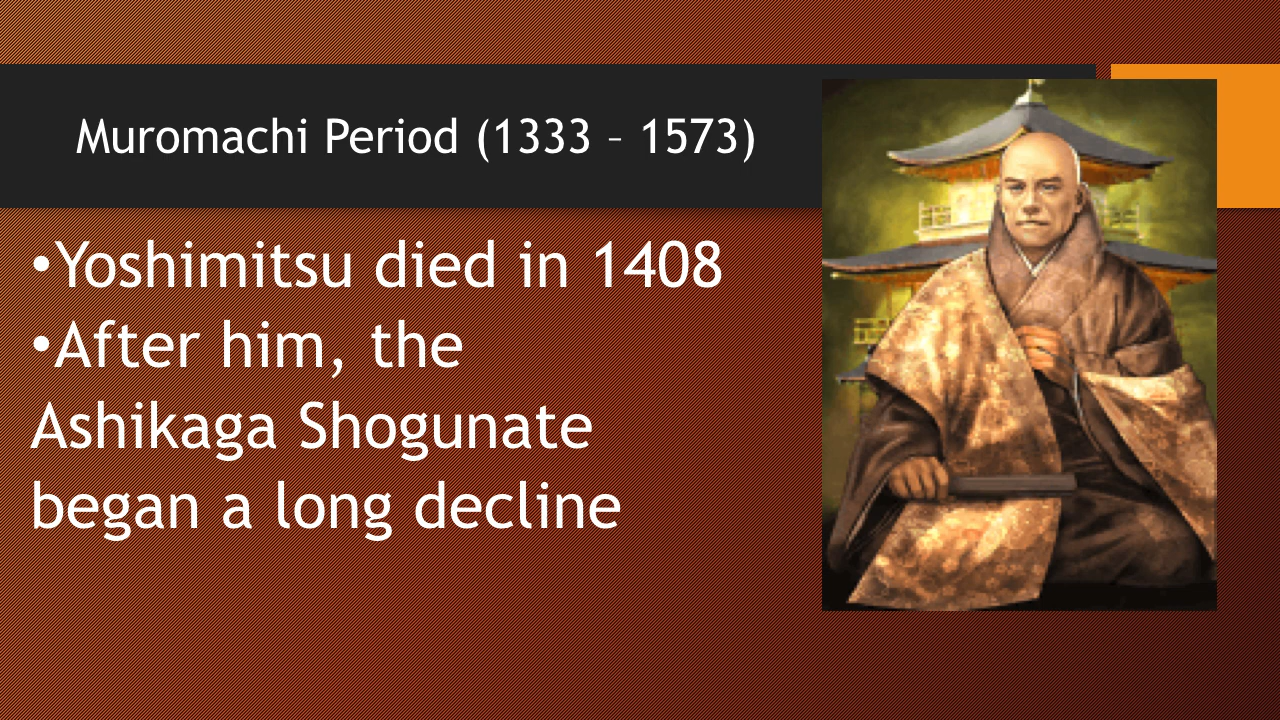 Muromachi Period (1333 – 1573)
•Yoshimitsu died in 1408
•After him, the
Ashikaga Shogunate
began a long decline